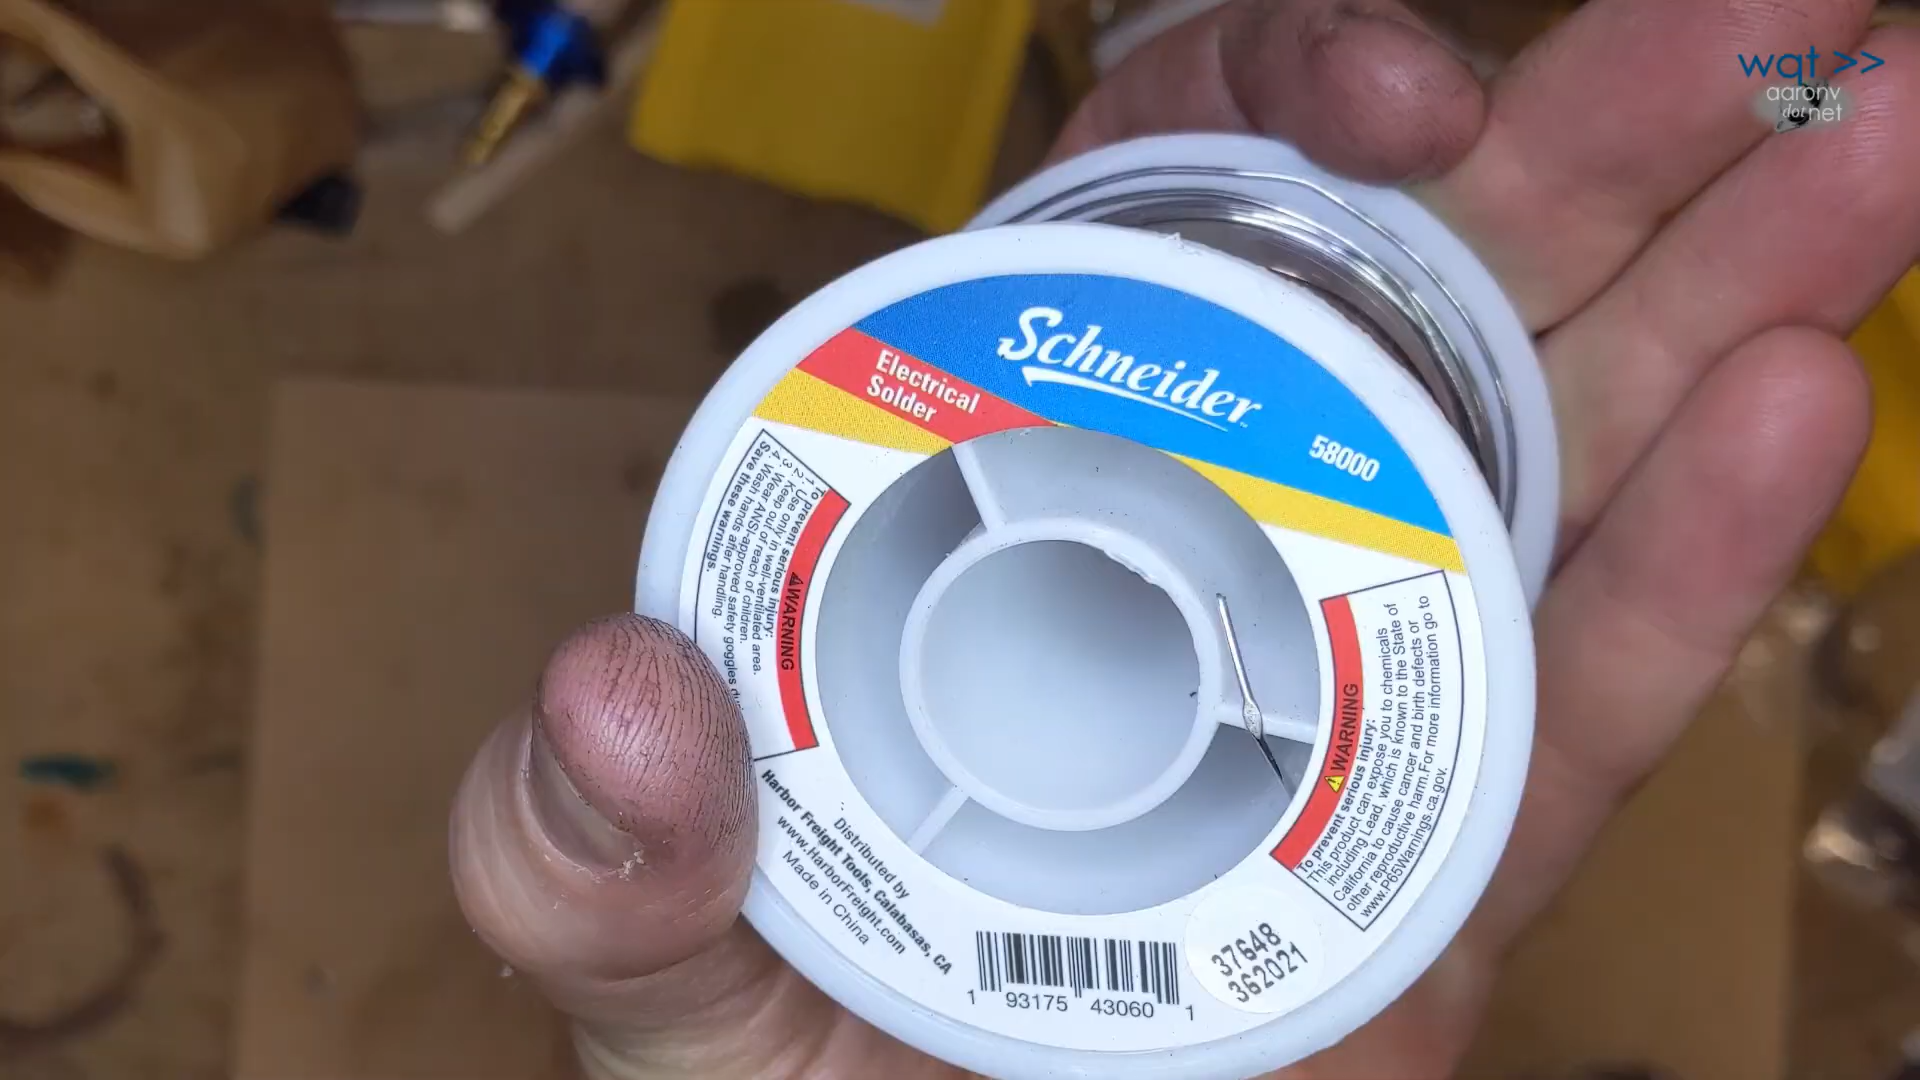 wqt >>
aaronv
dotnet
Schneider
Electrical
Solder
58000
WARNING
To prevent serious injury:
1. Use only in well-ventilated area.
2. Keep out of reach of children.
3. Wear ANSI-approved safety goggles
4. Wash hands after handling.
Save these warnings.
WARNING
To prevent serious injury:
This product can expose you to chemicals
including Lead, which is known to the State of
California to cause cancer and birth defects or
other reproductive harm. For more information go to
www.P65Warnings.ca.gov.
Distributed by
Harbor Freight Tools, Calabasas, CA
www.HarborFreight.com
Made in China
1 93175 43060 1
37648
362021